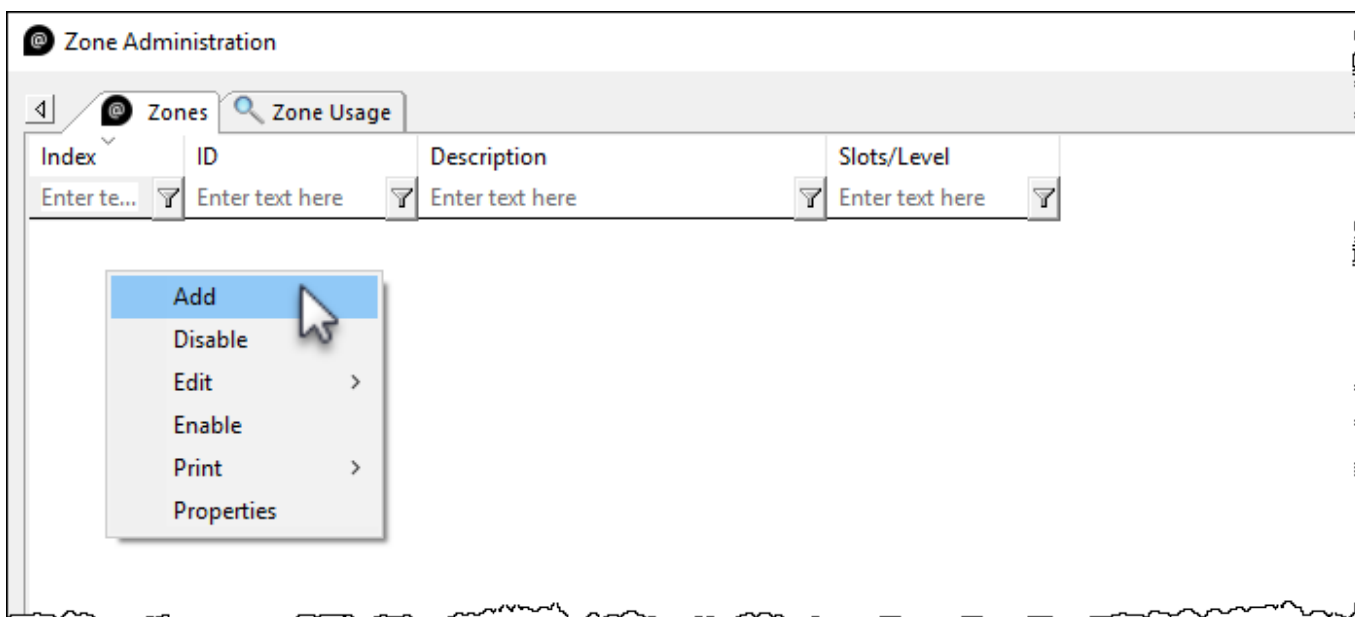 Zone Administration
Zones Zone Usage
Index ID Description Slots/Level
Enter te... Enter text here Enter text here Enter text here
Add
Disable
Edit
Enable
Print
Properties